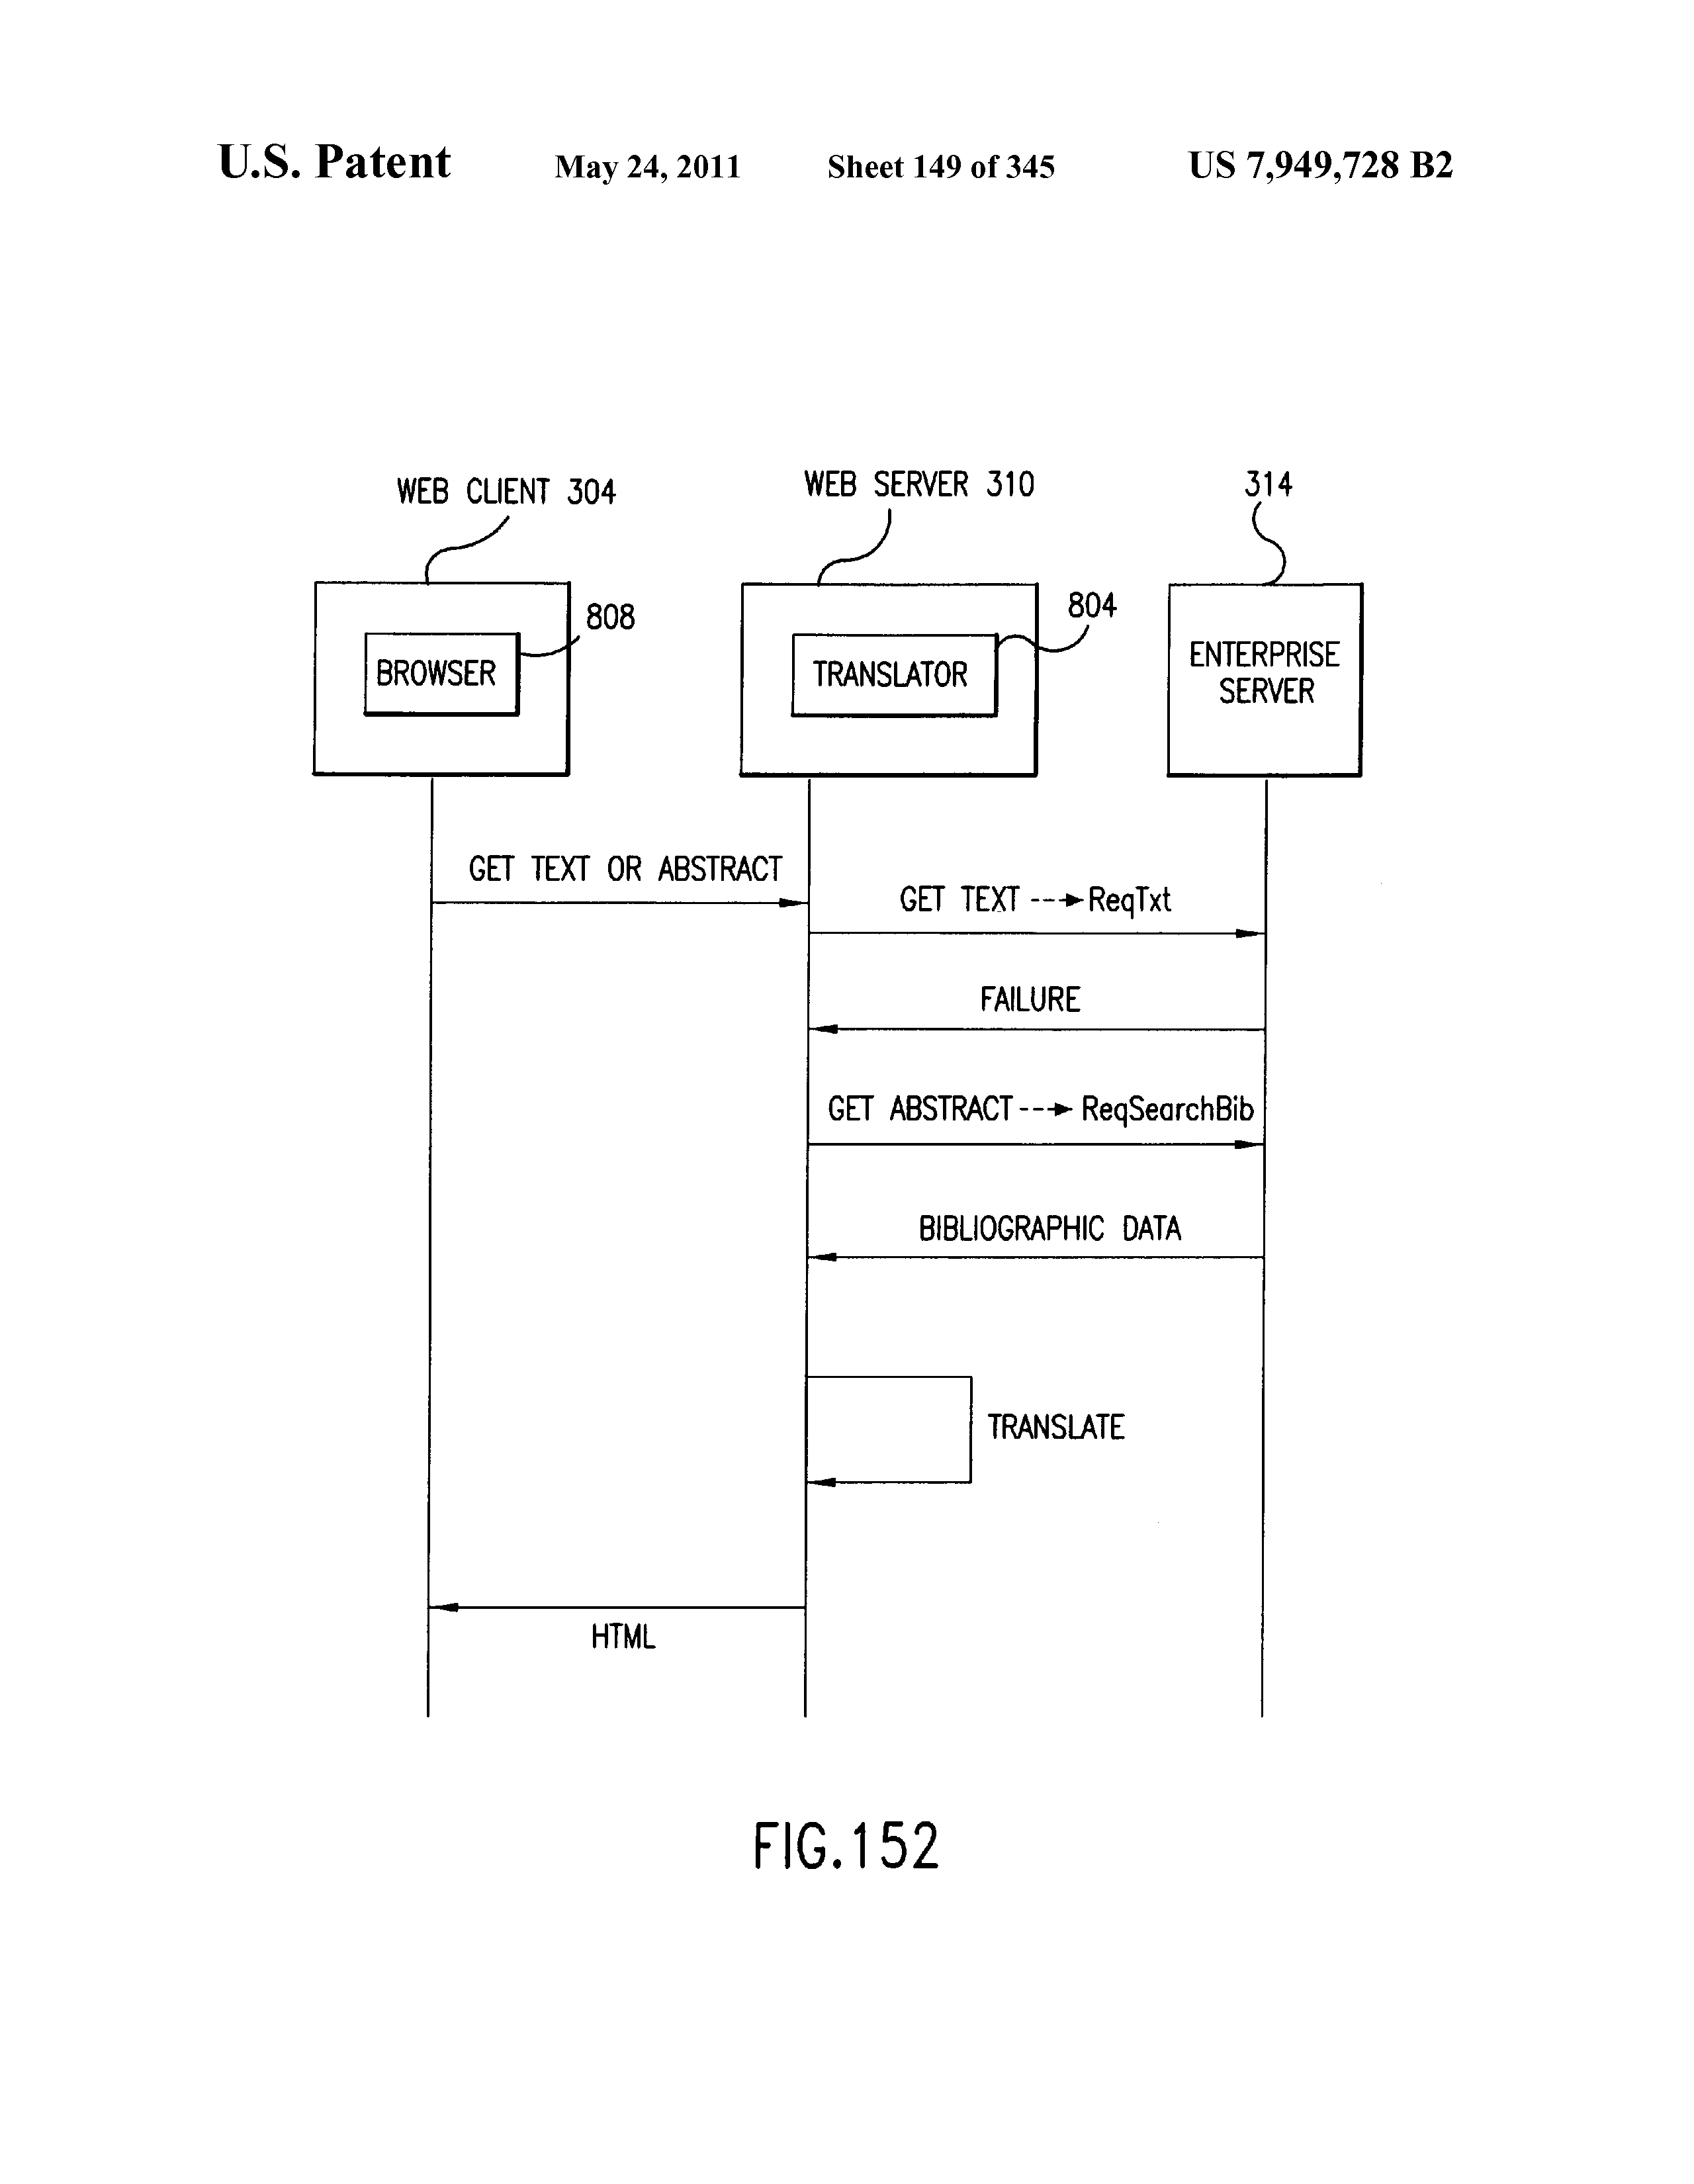 U.S. Patent May 24, 2011 Sheet 149 of 345 US 7,949,728 B2
WEB CLIENT 304
WEB SERVER 310
314
808
804
BROWSER
TRANSLATOR
ENTERPRISE
SERVER
GET TEXT OR ABSTRACT
GET TEXT ---→ ReqTxt
FAILURE
GET ABSTRACT ---→ ReqSearchBib
BIBLIOGRAPHIC DATA
TRANSLATE
HTML
FIG.152